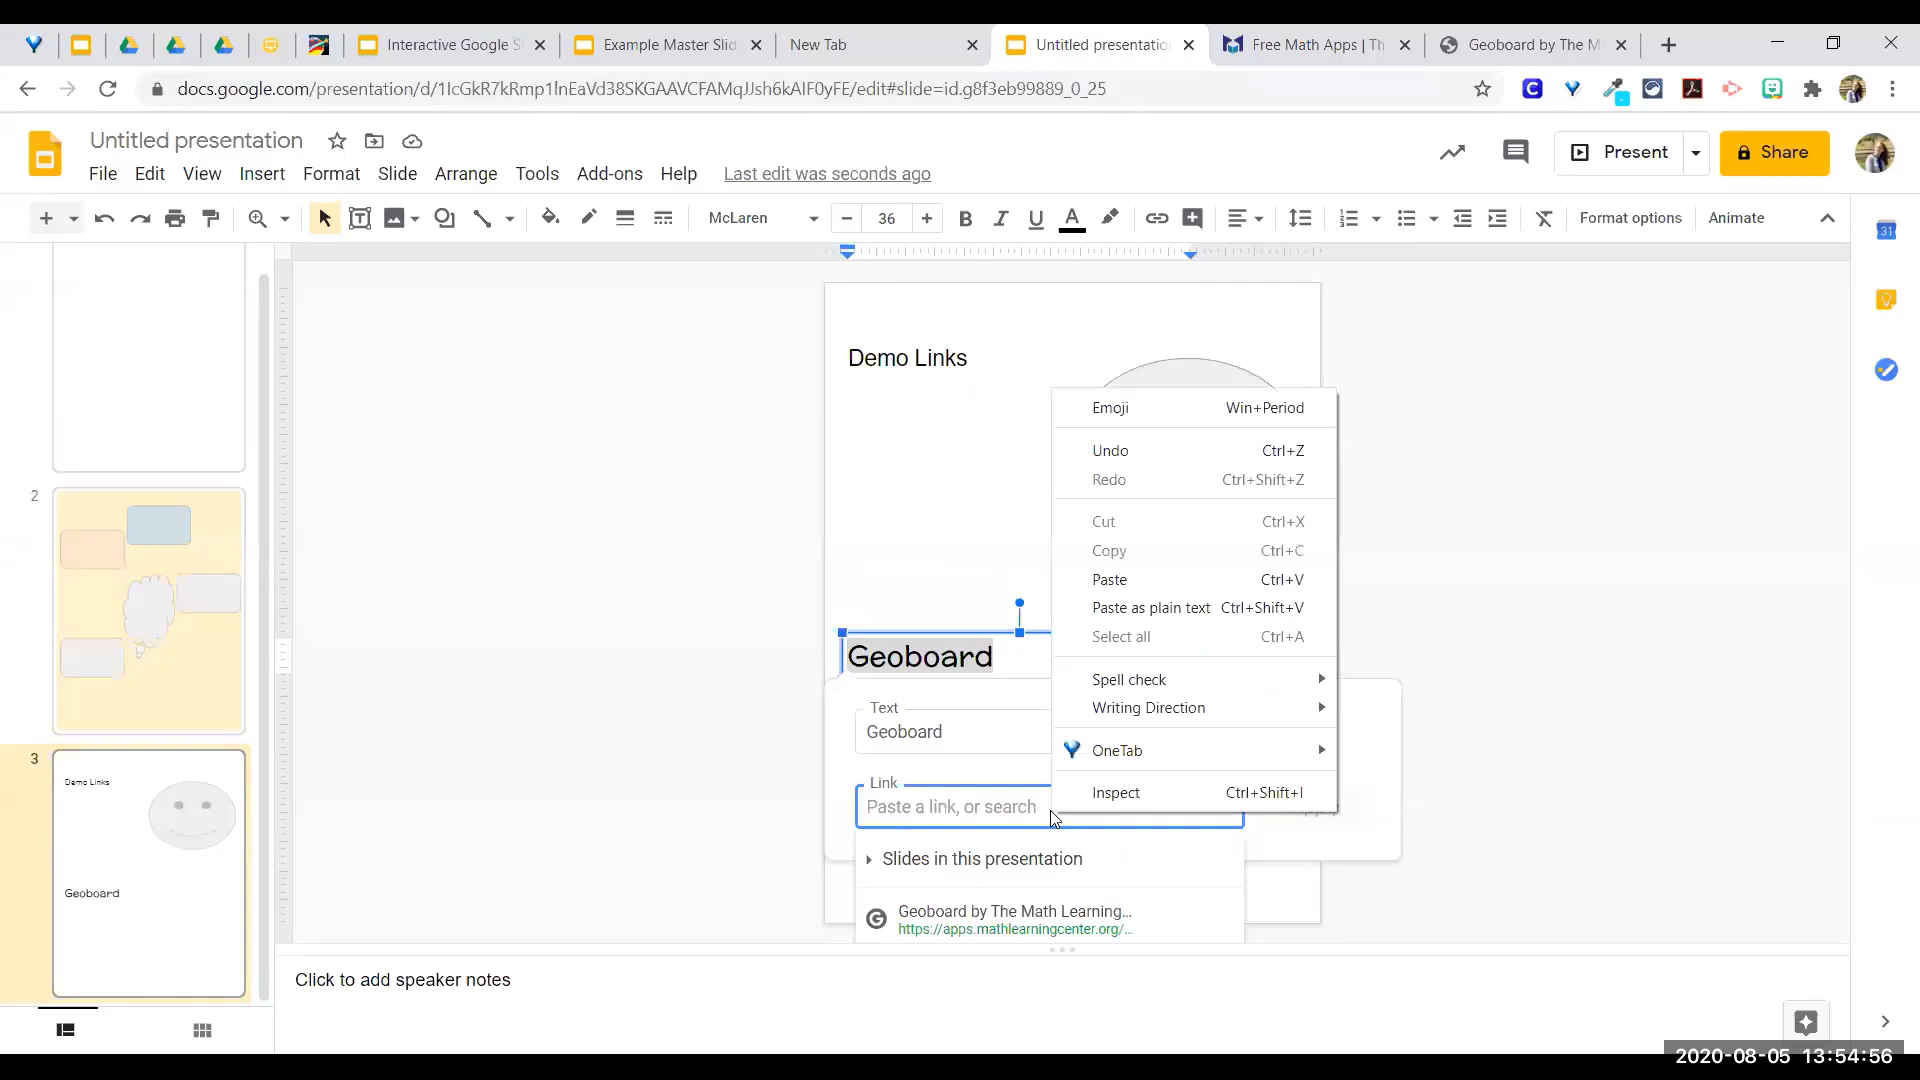 Interactive Google S
Example Master Slid
New Tab
Untitled presentatio
Free Math Apps | Th
Geoboard by The M
docs.google.com/presentation/d/1IcGkR7kRmp1lnEaVd38SKGAAVCFAMqJJsh6kAIF0yFE/edit#slide=id.g8f3eb99889_0_25
Untitled presentation
Present
Share
File Edit View Insert Format Slide Arrange Tools Add-ons Help Last edit was seconds ago
McLaren
36
Format options
Animate
31
Demo Links
Emoji Win+Period
Undo Ctrl+Z
Redo Ctrl+Shift+Z
Cut Ctrl+X
Copy Ctrl+C
Paste Ctrl+V
Paste as plain text Ctrl+Shift+V
Select all Ctrl+A
Spell check
Writing Direction
OneTab
Inspect Ctrl+Shift+I
Geoboard
Text
Geoboard
Link
Paste a link, or search
Slides in this presentation
Geoboard by The Math Learning...
https://apps.mathlearningcenter.org/...
2
3
Demo Links
Geoboard
Click to add speaker notes
2020-08-05 13:54:56